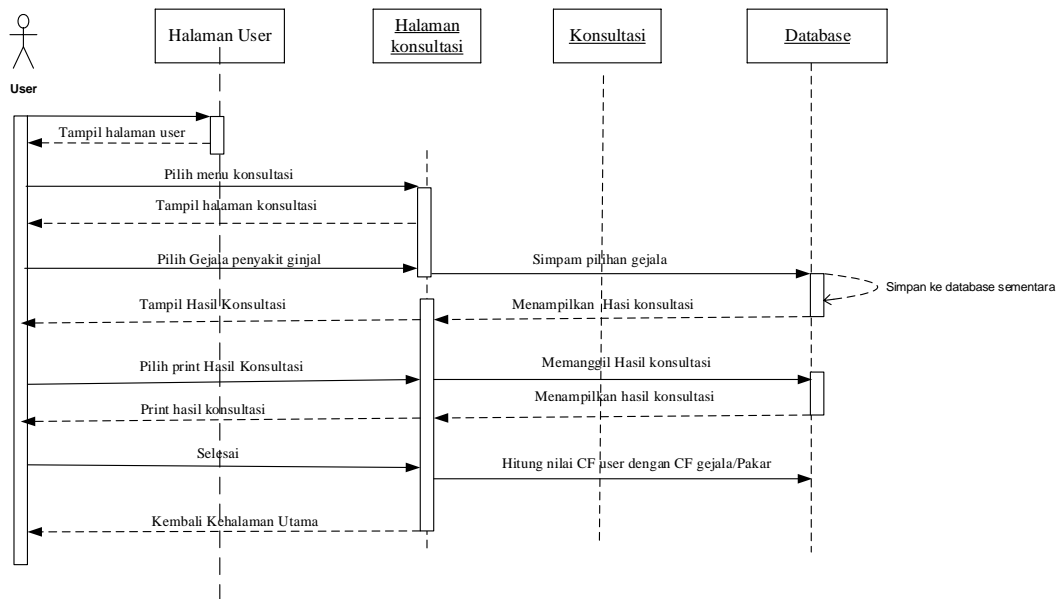 Halaman User
Halaman
konsultasi
Konsultasi
Database
User
Tampil halaman user
Pilih menu konsultasi
Tampil halaman konsultasi
Pilih Gejala penyakit ginjal
Simpam pilihan gejala
Simpan ke database sementara
Tampil Hasil Konsultasi
Menampilkan Hasi konsultasi
Pilih print Hasil Konsultasi
Memanggil Hasil konsultasi
Print hasil konsultasi
Menampilkan hasil konsultasi
Selesai
Hitung nilai CF user dengan CF gejala/Pakar
Kembali Kehalaman Utama